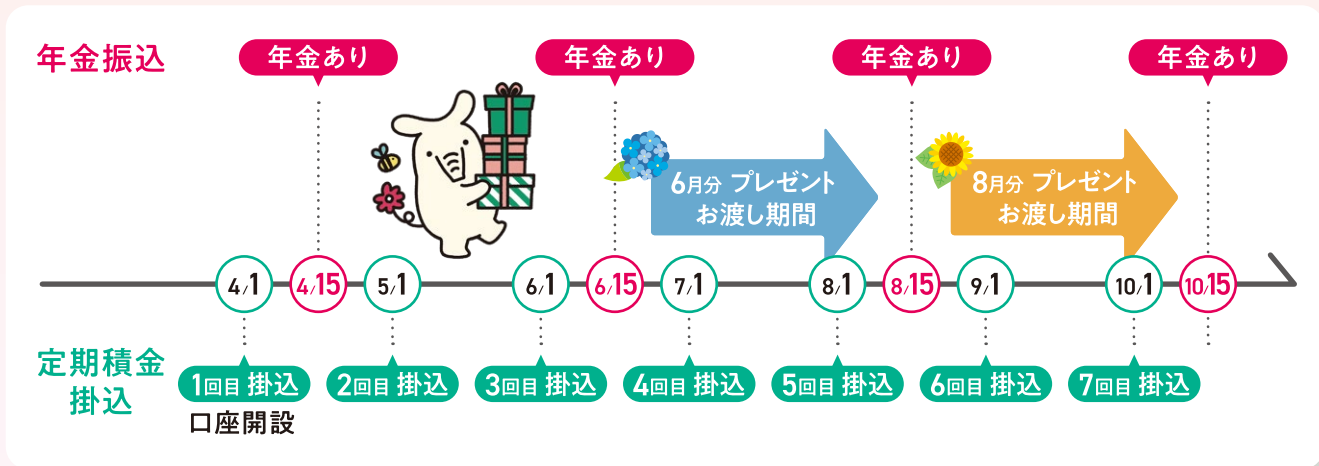 年金振込
年金あり
年金あり
年金あり
年金あり
6月分 プレゼント
お渡し期間
8月分 プレゼント
お渡し期間
4/1
4/15
5/1
6/1
6/15
7/1
8/1
8/15
9/1
10/1
10/15
定期積金
掛込
1回目 掛込
口座開設
2回目 掛込
3回目 掛込
4回目 掛込
5回目 掛込
6回目 掛込
7回目 掛込